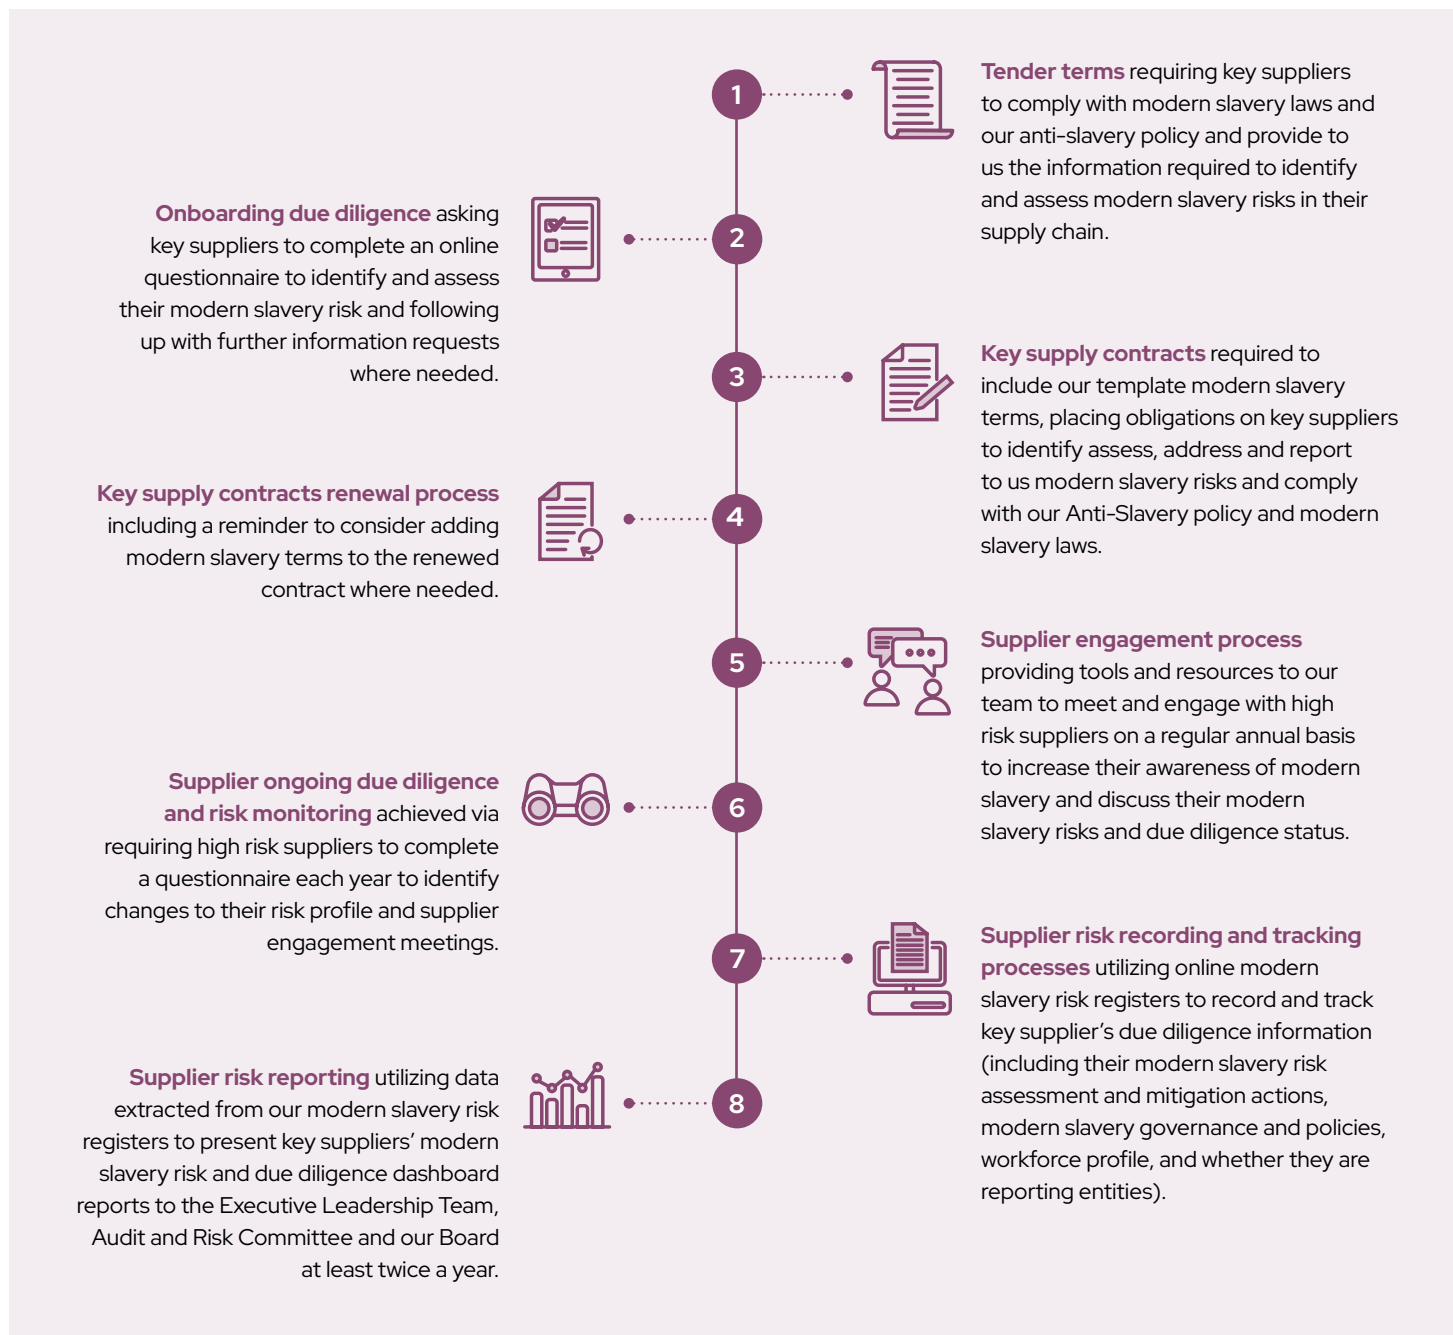 1
Tender terms requiring key suppliers
to comply with modern slavery laws and
our anti-slavery policy and provide to
us the information required to identify
and assess modern slavery risks in their
supply chain.
2
Onboarding due diligence asking
key suppliers to complete an online
questionnaire to identify and assess
their modern slavery risk and following
up with further information requests
where needed.
3
Key supply contracts required to
include our template modern slavery
terms, placing obligations on key suppliers
to identify assess, address and report
to us modern slavery risks and comply
with our Anti-Slavery policy and modern
slavery laws.
4
Key supply contracts renewal process
including a reminder to consider adding
modern slavery terms to the renewed
contract where needed.
5
Supplier engagement process
providing tools and resources to our
team to meet and engage with high
risk suppliers on a regular annual basis
to increase their awareness of modern
slavery and discuss their modern
slavery risks and due diligence status.
6
Supplier ongoing due diligence
and risk monitoring achieved via
requiring high risk suppliers to complete
a questionnaire each year to identify
changes to their risk profile and supplier
engagement meetings.
7
Supplier risk recording and tracking
processes utilizing online modern
slavery risk registers to record and track
key supplier’s due diligence information
(including their modern slavery risk
assessment and mitigation actions,
modern slavery governance and policies,
workforce profile, and whether they are
reporting entities).
8
Supplier risk reporting utilizing data
extracted from our modern slavery risk
registers to present key suppliers’ modern
slavery risk and due diligence dashboard
reports to the Executive Leadership Team,
Audit and Risk Committee and our Board
at least twice a year.